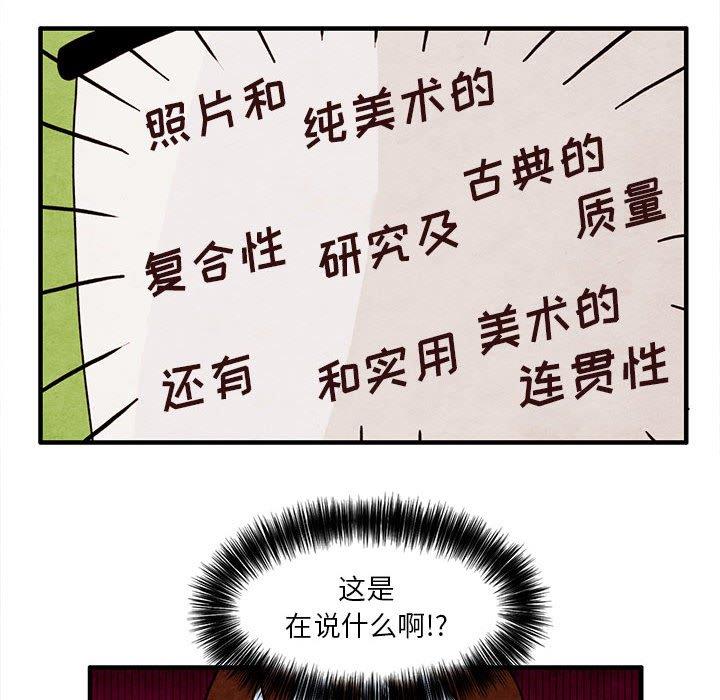 照片和 纯美术的
古典的
复合性 研究及 质量
还有 和实用 美术的
连贯性
这是
在说什么啊!?